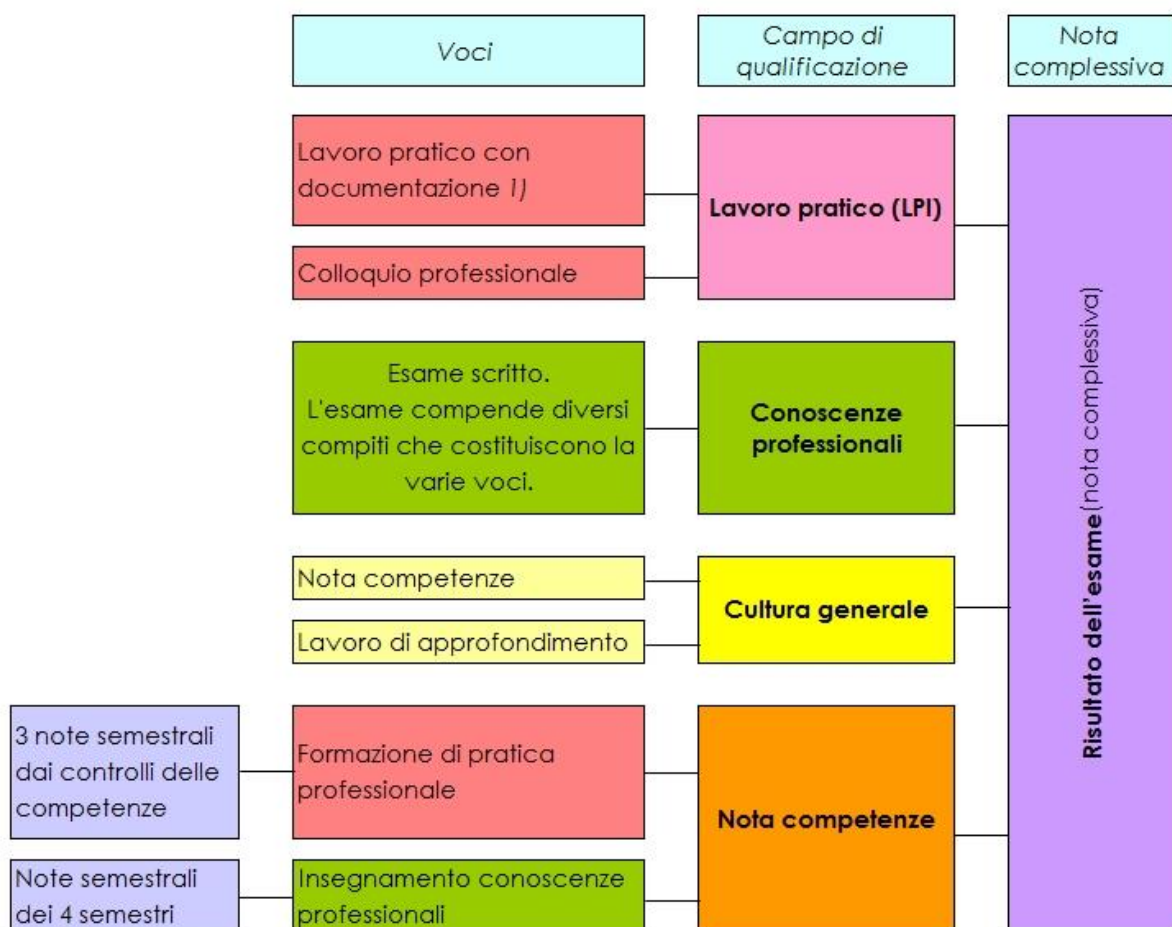 Voci
Campo di
qualificazione
Nota
complessiva
Lavoro pratico con
documentazione 1)
Colloquio professionale
Lavoro pratico (LPI)
Esame scritto.
L'esame compende diversi
compiti che costituiscono la
varie voci.
Conoscenze
professionali
Nota competenze
Lavoro di approfondimento
Cultura generale
3 note semestrali
dai controlli delle
competenze
Formazione di pratica
professionale
Note semestrali
dei 4 semestri
Insegnamento conoscenze
professionali
Nota competenze
Risultato dell'esame(nota complessiva)